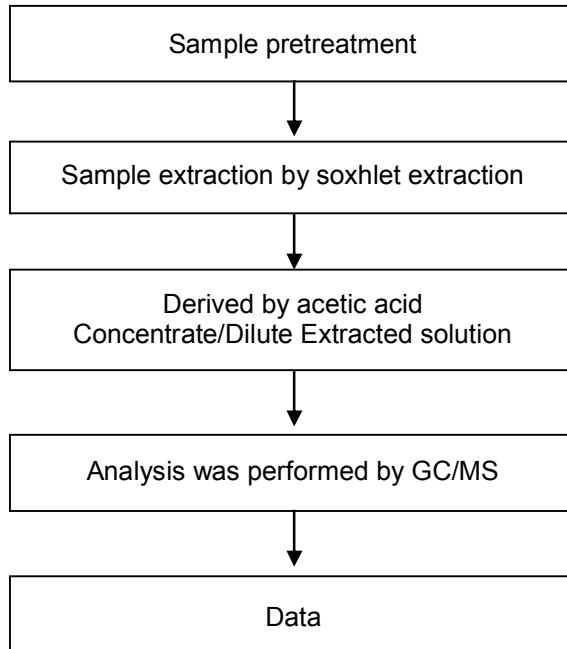 Sample pretreatment
Sample extraction by soxhlet extraction
Derived by acetic acid
Concentrate/Dilute Extracted solution
Analysis was performed by GC/MS
Data